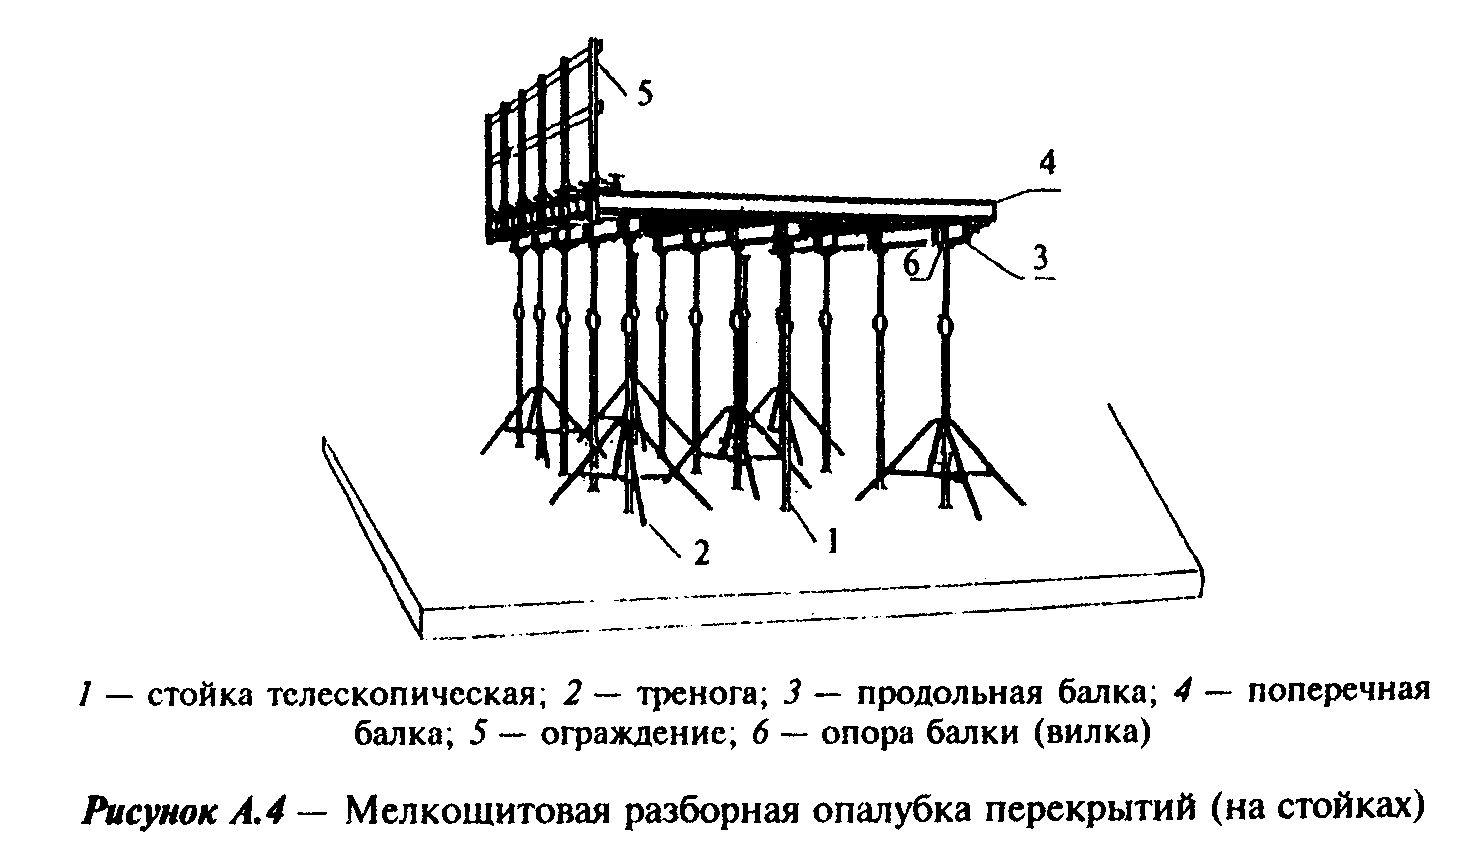 5
4
6
3
1
2
1 — стойка телескопическая; 2 — тренога; 3 — продольная балка; 4 — поперечная
балка; 5 — ограждение; 6 — опора балки (вилка)
Рисунок А.4 — Мелкощитовая разборная опалубка перекрытий (на стойках)